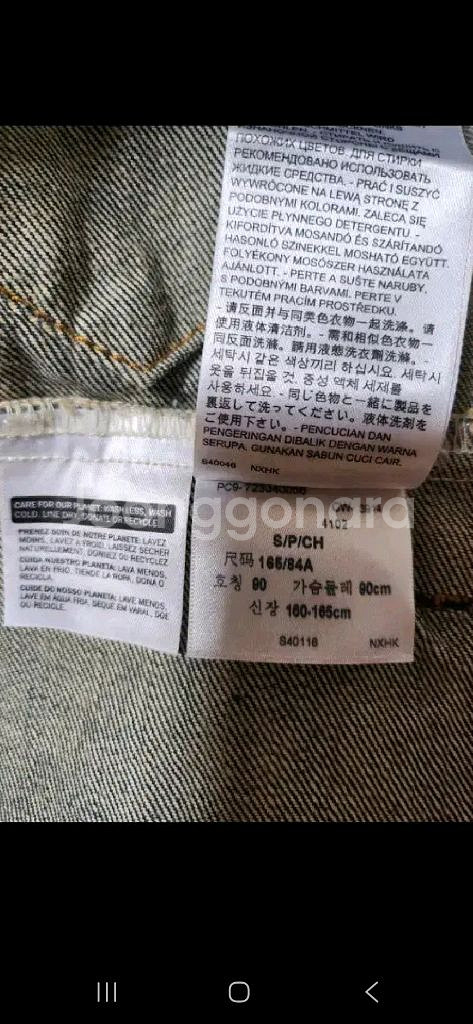 ПОХОЖИХ ЦВЕТОВ. ДЛЯ СТИРКИ
РЕКОМЕНДОВАНО ИСПОЛЬЗОВАТЬ
ЖИДКИЕ СРЕДСТВА. - PRAĆ I SUSZYĆ
WYWRÓCONE NA LEWĄ STRONĘ Z
PODOBNYMI KOLORAMI. ZALECA SIĘ
UŻYCIE PŁYNNEGO DETERGENTU. -
KIFORDÍTVA MOSANDÓ ÉS SZÁRÍTANDÓ
HASONLÓ SZINEKKEL MOSHATÓ EGYÜTT.
FOLYÉKONY MOSÓSZER HASZNÁLATA
AJÁNLOTT. - PERTE A SUŠTE NARUBY,
S PODOBNÝMI BARVAMI. PERTE V
TEKUTÉM PRACÍM PROSTŘEDKU.
- 请反面并与同类色衣物一起洗涤。请
使用液体清洁剂。- 需和相似色衣物一
同反面洗滌。請用液態洗衣劑洗滌。-
세탁시 같은 색상끼리 하십시요. 세탁시
옷을 뒤집을 것. 중성 액체 세제를
사용하세요. - 同じ色物と一緒に製品を
裏返して洗ってください。液体洗剤を
ご使用下さい。- PENCUCIAN DAN
PENGERINGAN DIBALIK DENGAN WARNA
SERUPA. GUNAKAN SABUN CUCI CAIR.
S40046 NXHK
CARE FOR OUR PLANET: WASH LESS, WASH
COLD, LINE DRY, DONATE OR RECYCLE
PRENEZ SOIN DE NOTRE PLANETE: LAVEZ
MOINS, LAVEZ A FROID, LAISSEZ SECHER
NATURELLEMENT, DONNEZ OU RECYCLEZ
CUIDA NUESTRO PLANETA: LAVA MENOS,
LAVA EN FRIO, TIENDE LA ROPA, DONA O
RECICLA.
CUIDE DO NOSSO PLANETA: LAVE MENOS,
LAVE EM AGUA FRIA, SEQUE EM VARAL, DOE
OU RECICLE.
4102
S/P/CH
尺码 165/84A
호칭 90 가슴둘레 90cm
신장 160-165cm
S40116 NXHK